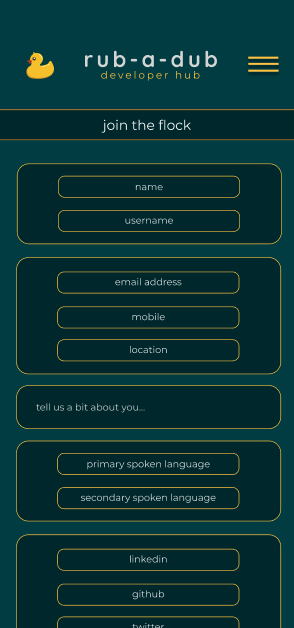 rub-a-dub
developer hub
join the flock
name
username
email address
mobile
location
tell us a bit about you...
primary spoken language
secondary spoken language
linkedin
github
twitter